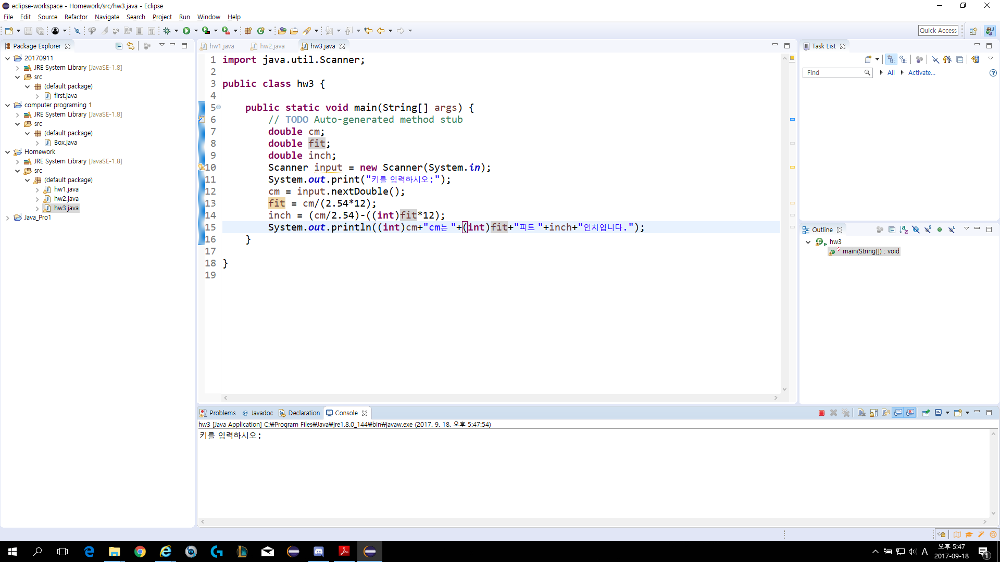 eclipse-workspace - Homework/src/hw3.java - Eclipse
File Edit Source Refactor Navigate Search Project Run Window Help
Quick Access
Package Explorer
20170911
JRE System Library [JavaSE-1.8]
src
(default package)
first.java
computer programing 1
JRE System Library [JavaSE-1.8]
src
(default package)
Box.java
Homework
JRE System Library [JavaSE-1.8]
src
(default package)
hw1.java
hw2.java
hw3.java
Java_Pro1
hw1.java hw2.java hw3.java
1 import java.util.Scanner;
2
3 public class hw3 {
4
5 public static void main(String[] args) {
6 // TODO Auto-generated method stub
7 double cm;
8 double fit;
9 double inch;
10 Scanner input = new Scanner(System.in);
11 System.out.print("키를 입력하시오:");
12 cm = input.nextDouble();
13 fit = cm/(2.54*12);
14 inch = (cm/2.54)-((int)fit*12);
15 System.out.println((int)cm+"cm는 "+(int)fit+"피트 "+inch+"인치입니다.");
16 }
17
18 }
19
Task List
Find All Activate...
Outline
hw3
main(String[]) : void
Problems @ Javadoc Declaration Console
hw3 [Java Application] C:₩Program Files₩Java₩jre1.8.0_144₩bin₩javaw.exe (2017. 9. 18. 오후 5:47:54)
키를 입력하시오:
A
오후 5:47
2017-09-18
1